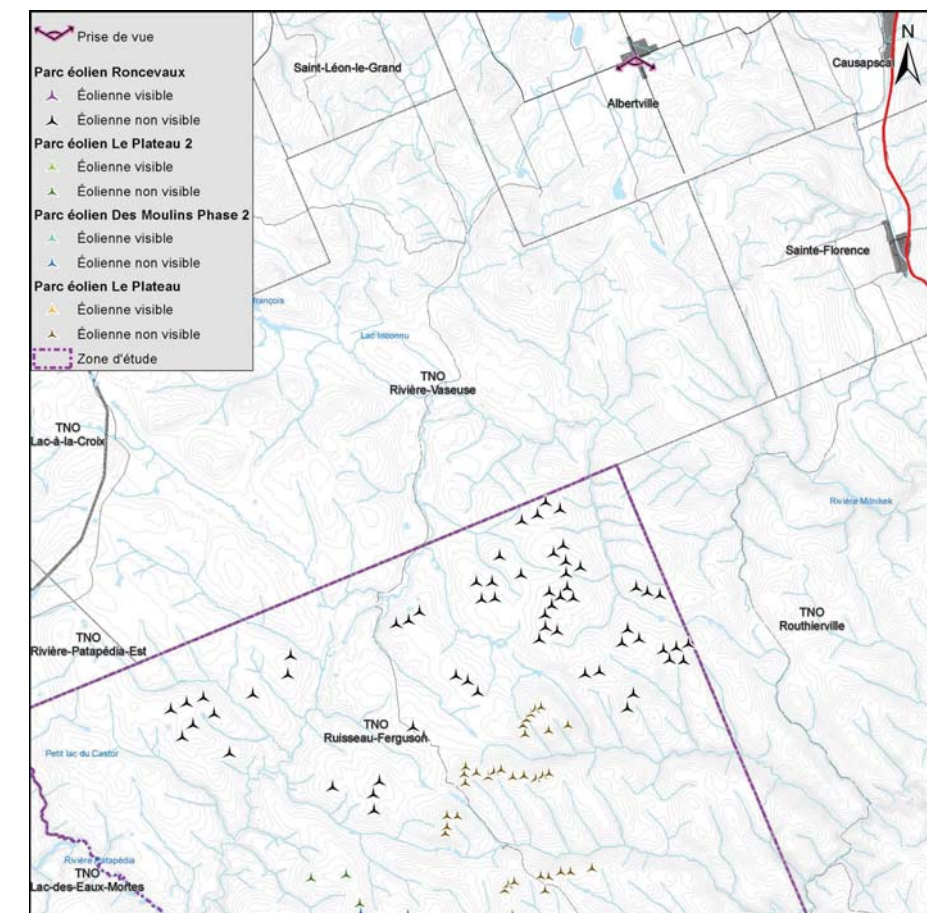 Prise de vue
Parc éolien Roncevaux
Éolienne visible
Éolienne non visible
Parc éolien Le Plateau 2
Éolienne visible
Éolienne non visible
Parc éolien Des Moulins Phase 2
Éolienne visible
Éolienne non visible
Parc éolien Le Plateau
Éolienne visible
Éolienne non visible
Zone d'étude
N
Saint-Léon-le-Grand
Causapsca
Albertville
Sainte-Florence
françois
Lac Inconnu
TNO
Rivière-Vaseuse
TNO
Lac-à-la-Croix
Rivière Milnikek
TNO
Routhierville
TNO
Rivière-Patapédia-Est
TNO
Ruisseau-Ferguson
Petit lac du Castor
Rivière Patapédia
TNO
Lac-des-Eaux-Mortes